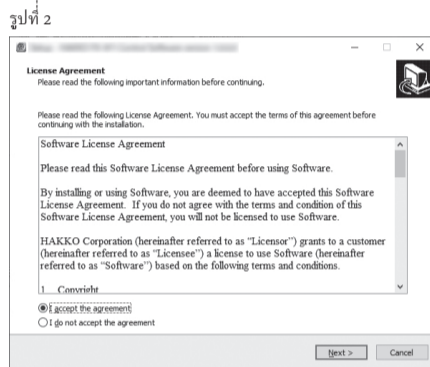 รูปที่ 2
License Agreement
Please read the following important information before continuing.
Please read the following License Agreement. You must accept the terms of this agreement before
continuing with the installation.
Software License Agreement
Please read this Software License Agreement before using Software.
By installing or using Software, you are deemed to have accepted this Software
License Agreement. If you do not agree with the terms and condition of this
Software License Agreement, you will not be licensed to use Software.
HAKKO Corporation (hereinafter referred to as “Licensor”) grants to a customer
(hereinafter referred to as “Licensee”) a license to use Software (hereinafter
referred to as “Software”) based on the following terms and conditions.
1 Copyright
I accept the agreement
I do not accept the agreement
Next >
Cancel